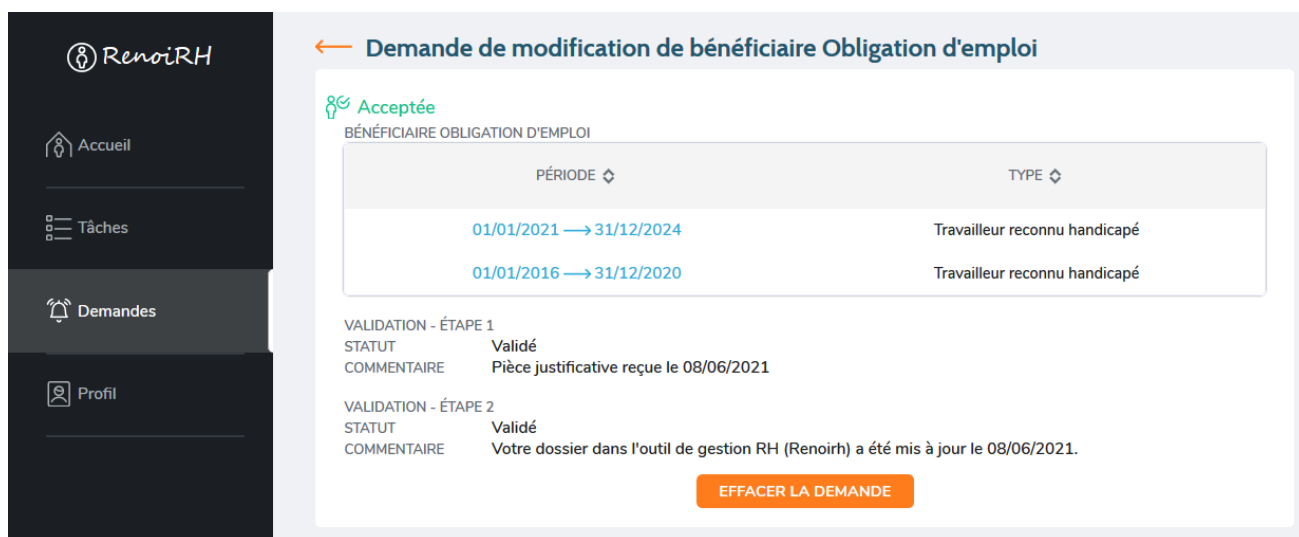 RenoiRH
Accueil
Tâches
Demandes
Profil
Demande de modification de bénéficiaire Obligation d'emploi
Acceptée
BÉNÉFICIAIRE OBLIGATION D'EMPLOI
PÉRIODE TYPE
01/01/2021 → 31/12/2024 Travailleur reconnu handicapé
01/01/2016 → 31/12/2020 Travailleur reconnu handicapé
VALIDATION - ÉTAPE 1
STATUT Validé
COMMENTAIRE Pièce justificative reçue le 08/06/2021
VALIDATION - ÉTAPE 2
STATUT Validé
COMMENTAIRE Votre dossier dans l'outil de gestion RH (Renoirh) a été mis à jour le 08/06/2021.
EFFACER LA DEMANDE